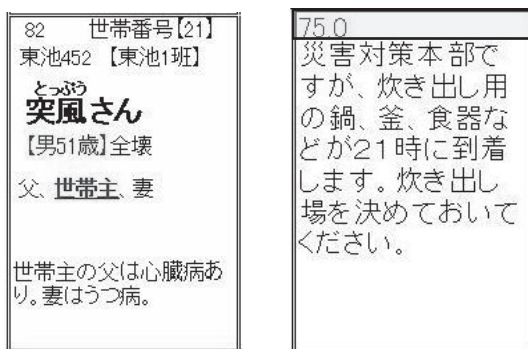 82 世帯番号【21】
東池452 【東池1班】
とっぷう
突風さん
【男51歳】全壊
父、世帯主、妻
世帯主の父は心臓病あ
り。妻はうつ病。
75.0
災害対策本部で
すが、炊き出し用
の鍋、釜、食器な
どが21時に到着
します。炊き出し
場を決めておいて
ください。